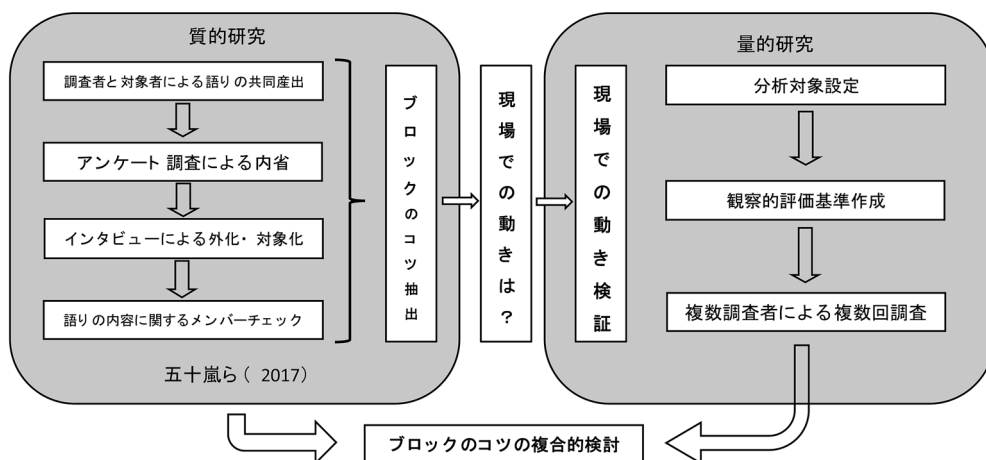 質的研究
調査者と対象者による語りの共同産出
アンケート調査による内省
インタビューによる外化・対象化
語りの内容に関するメンバーチェック
五十嵐ら（2017）
ブロックのコツ抽出
現場での動きは？
現場での動き検証
量的研究
分析対象設定
観察的評価基準作成
複数調査者による複数回調査
ブロックのコツの複合的検討